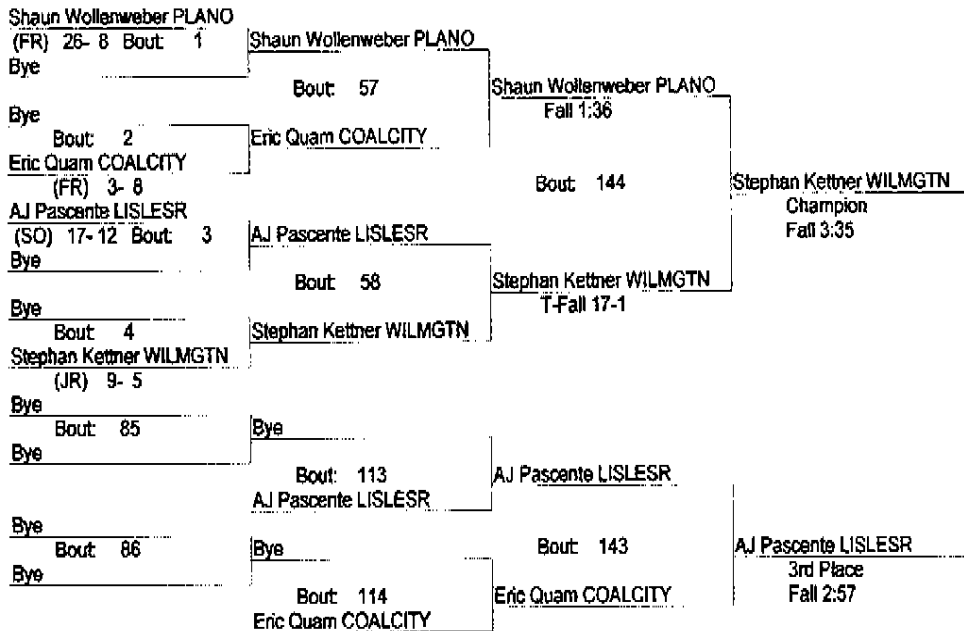 Shaun Wollenweber PLANO
(FR) 26- 8 Bout: 1
Shaun Wollenweber PLANO
Bye
Bout: 57
Shaun Wollenweber PLANO
Fall 1:36
Bye
Bout: 2
Eric Quam COALCITY
Eric Quam COALCITY
(FR) 3- 8
Bout: 144
Stephan Kettner WILMGTN
Champion
Fall 3:35
AJ Pascente LISLESR
(SO) 17- 12 Bout: 3
AJ Pascente LISLESR
Bye
Bout: 58
Stephan Kettner WILMGTN
T-Fall 17-1
Bye
Bout: 4
Stephan Kettner WILMGTN
Stephan Kettner WILMGTN
(JR) 9- 5
Bye
Bout: 85
Bye
Bye
Bout: 113
AJ Pascente LISLESR
AJ Pascente LISLESR
Bye
Bout: 86
Bye
Bye
Bout: 143
AJ Pascente LISLESR
3rd Place
Fall 2:57
Bout: 114
Eric Quam COALCITY
Eric Quam COALCITY